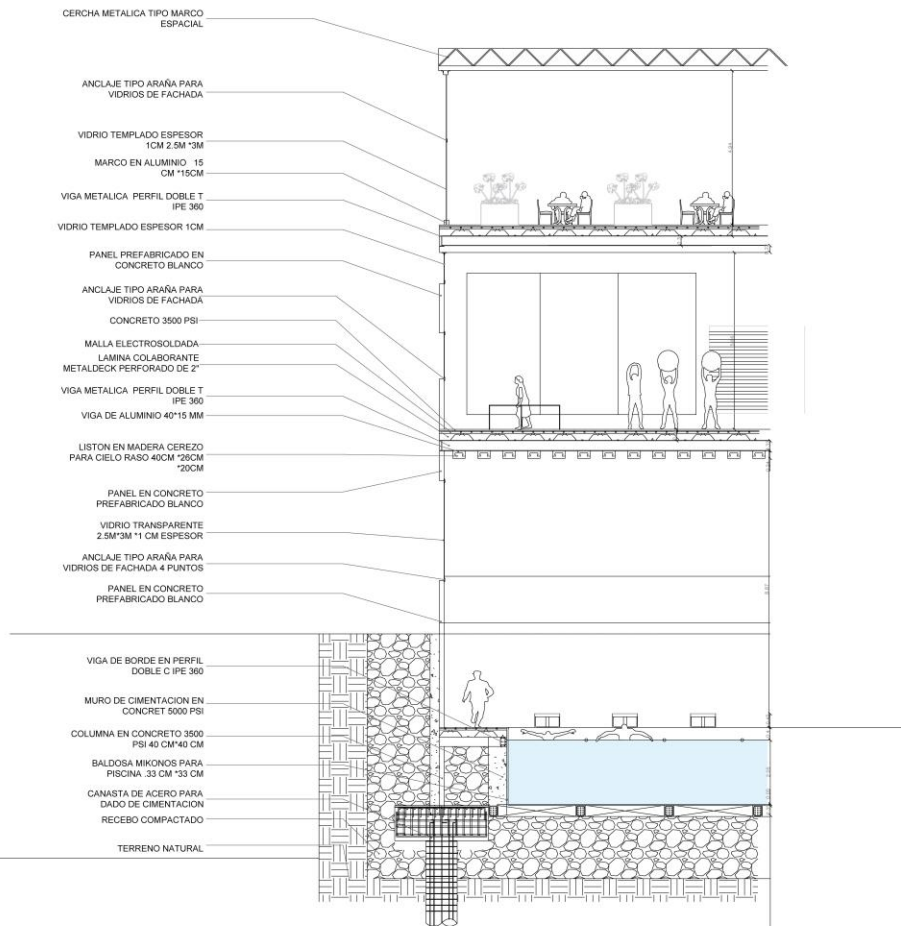 CERCHA METALICA TIPO MARCO
ESPACIAL
ANCLAJE TIPO ARAÑA PARA
VIDRIOS DE FACHADA
VIDRIO TEMPLADO ESPESOR
1CM 2.5M *3M
MARCO EN ALUMINIO 15
CM *15CM
VIGA METALICA PERFIL DOBLE T
IPE 360
VIDRIO TEMPLADO ESPESOR 1CM
PANEL PREFABRICADO EN
CONCRETO BLANCO
ANCLAJE TIPO ARAÑA PARA
VIDRIOS DE FACHADA
CONCRETO 3500 PSI
MALLA ELECTROSOLDADA
LAMINA COLABORANTE
METALDECK PERFORADO DE 2"
VIGA METALICA PERFIL DOBLE T
IPE 360
VIGA DE ALUMINIO 40*15 MM
LISTON EN MADERA CEREZO
PARA CIELO RASO 40CM *26CM
*20CM
PANEL EN CONCRETO
PREFABRICADO BLANCO
VIDRIO TRANSPARENTE
2.5M*3M *1 CM ESPESOR
ANCLAJE TIPO ARAÑA PARA
VIDRIOS DE FACHADA 4 PUNTOS
PANEL EN CONCRETO
PREFABRICADO BLANCO
VIGA DE BORDE EN PERFIL
DOBLE C IPE 360
MURO DE CIMENTACION EN
CONCRET 5000 PSI
COLUMNA EN CONCRETO 3500
PSI 40 CM*40 CM
BALDOSA MIKONOS PARA
PISCINA .33 CM *33 CM
CANASTA DE ACERO PARA
DADO DE CIMENTACION
RECEBO COMPACTADO
TERRENO NATURAL